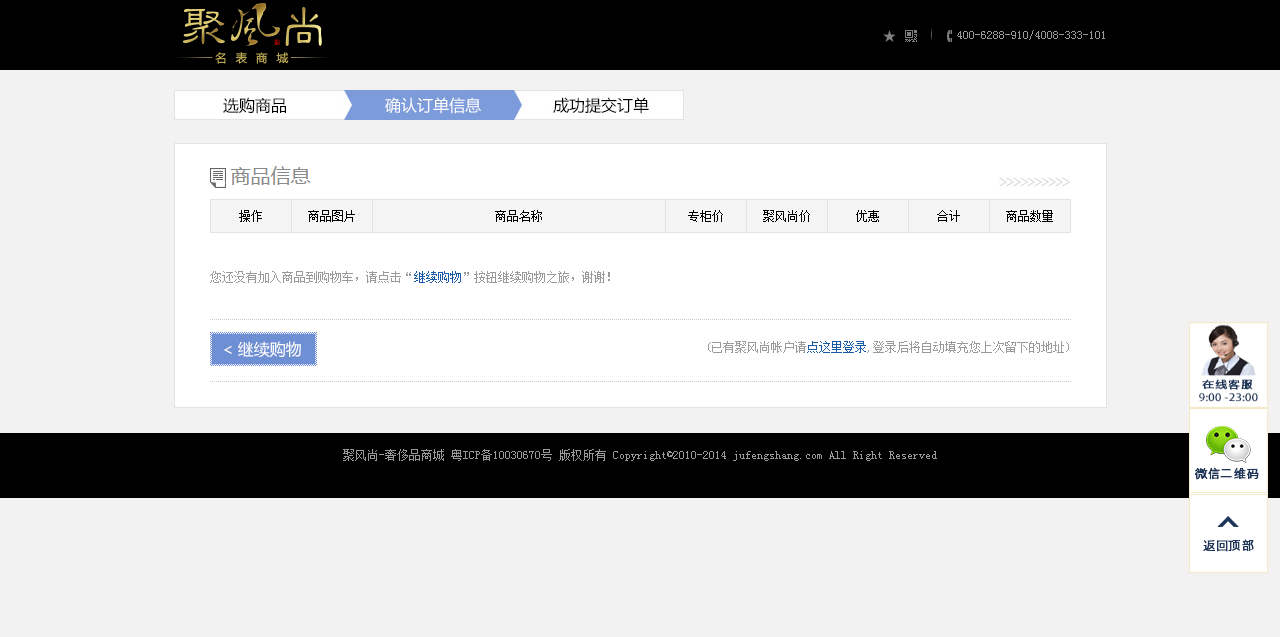 聚風尚
名表商城
400-6288-910/4008-333-101
选购商品 确认订单信息 成功提交订单
商品信息
>>>>>>>>>>
操作 商品图片 商品名称 专柜价 聚风尚价 优惠 合计 商品数量
您还没有加入商品到购物车，请点击“继续购物”按钮继续购物之旅，谢谢！
< 继续购物
(已有聚风尚帐户请点这里登录,登录后将自动填充您上次留下的地址)
在线客服
9:00 -23:00
微信二维码
返回顶部
聚风尚-奢侈品商城 粤ICP备10030670号 版权所有 Copyright©2010-2014 jufengshang.com All Right Reserved